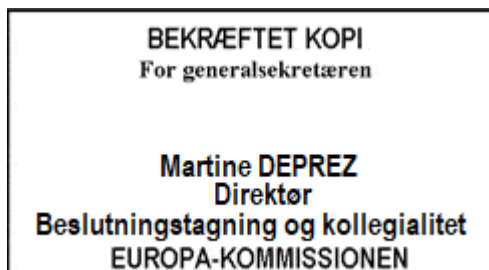 BEKRÆFTET KOPI
For generalsekretæren
Martine DEPREZ
Direktør
Beslutningstagning og kollegialitet
EUROPA-KOMMISSIONEN